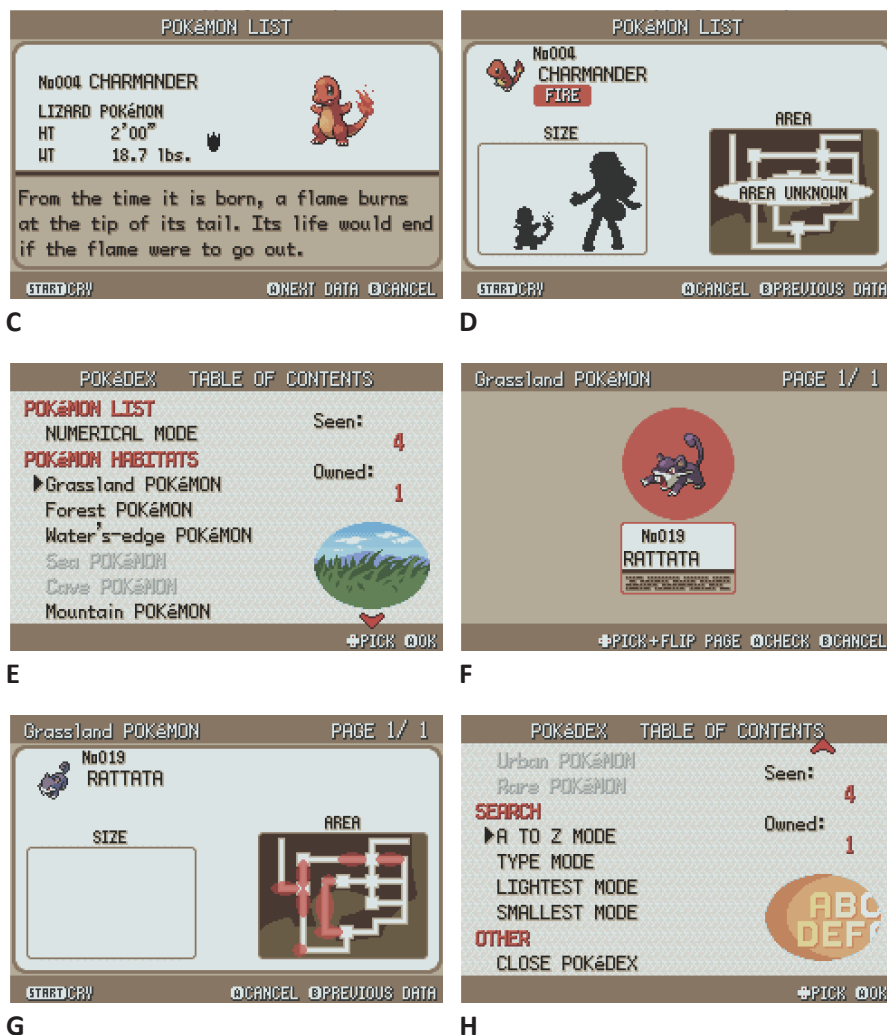 POKéMON LIST
No004 CHARMANDER
LIZARD POKéMON
HT 2'00"
WT 18.7 lbs.
From the time it is born, a flame burns
at the tip of its tail. Its life would end
if the flame were to go out.
START CRY A NEXT DATA B CANCEL
C
POKéMON LIST
No004
CHARMANDER
FIRE
SIZE
AREA
AREA UNKNOWN
START CRY A CANCEL B PREVIOUS DATA
D
POKéDEX TABLE OF CONTENTS
POKéMON LIST
NUMERICAL MODE
POKéMON HABITATS
Grassland POKéMON
Forest POKéMON
Water's-edge POKéMON
Sea POKéMON
Cave POKéMON
Mountain POKéMON
Seen:
4
Owned:
1
PICK A OK
E
Grassland POKéMON PAGE 1/ 1
No019
RATTATA
PICK+FLIP PAGE A CHECK B CANCEL
F
Grassland POKéMON PAGE 1/ 1
No019
RATTATA
SIZE
AREA
START CRY A CANCEL B PREVIOUS DATA
G
POKéDEX TABLE OF CONTENTS
Urban POKéMON
Rare POKéMON
SEARCH
A TO Z MODE
TYPE MODE
LIGHTEST MODE
SMALLEST MODE
OTHER
CLOSE POKéDEX
Seen:
4
Owned:
1
ABC
DEF
PICK A OK
H